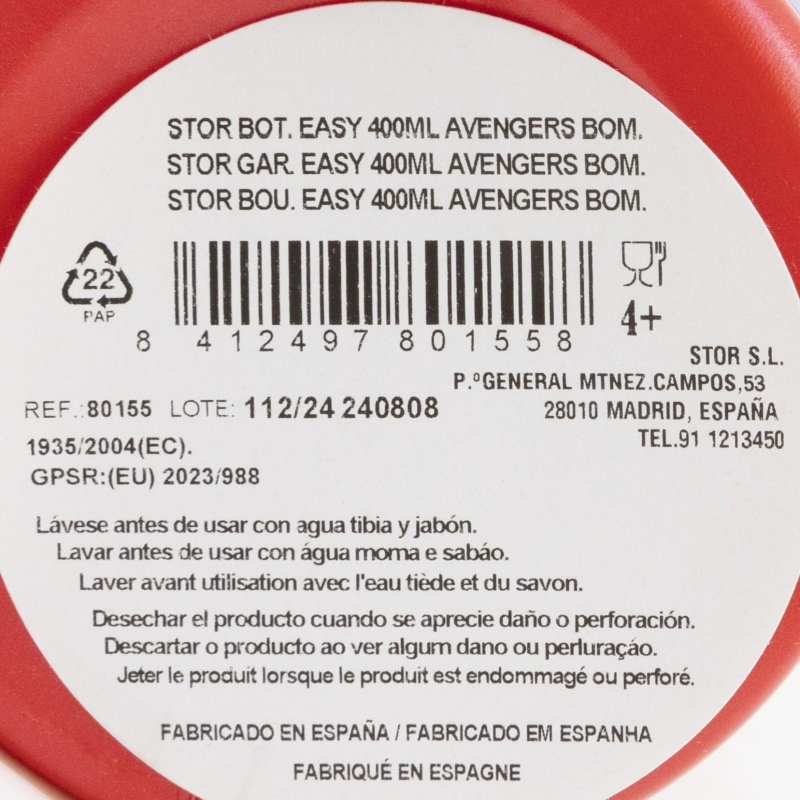 STOR BOT. EASY 400ML AVENGERS BOM.
STOR GAR. EASY 400ML AVENGERS BOM.
STOR BOU. EASY 400ML AVENGERS BOM.
22
PAP
8 412497 801558
4+
STOR S.L.
P.ºGENERAL MTNEZ.CAMPOS,53
28010 MADRID, ESPAÑA
TEL.91 1213450
REF.:80155 LOTE: 112/24 240808
1935/2004(EC).
GPSR:(EU) 2023/988
Lávese antes de usar con agua tibia y jabón.
Lavar antes de usar con água moma e sabáo.
Laver avant utilisation avec l'eau tiède et du savon.
Desechar el producto cuando se aprecie daño o perforación.
Descartar o produto ao ver algum dano ou perluração.
Jeter le produit lorsque le produit est endommagé ou perforé.
FABRICADO EN ESPAÑA / FABRICADO EM ESPANHA
FABRIQUÉ EN ESPAGNE